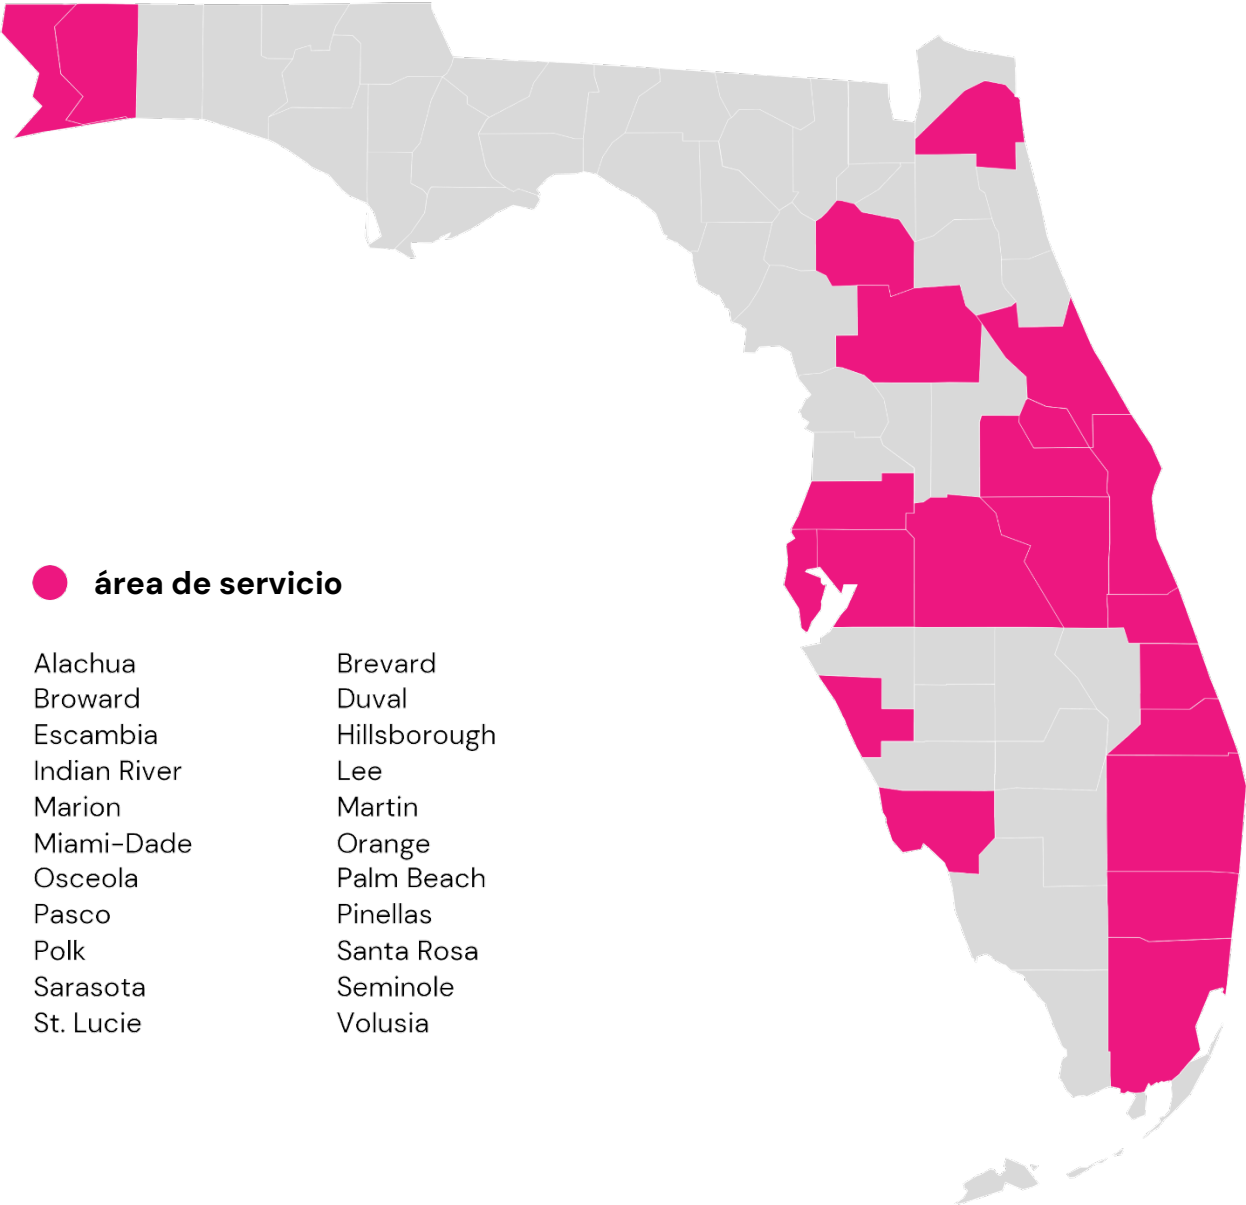 área de servicio
Alachua
Broward
Escambia
Indian River
Marion
Miami-Dade
Osceola
Pasco
Polk
Sarasota
St. Lucie
Brevard
Duval
Hillsborough
Lee
Martin
Orange
Palm Beach
Pinellas
Santa Rosa
Seminole
Volusia